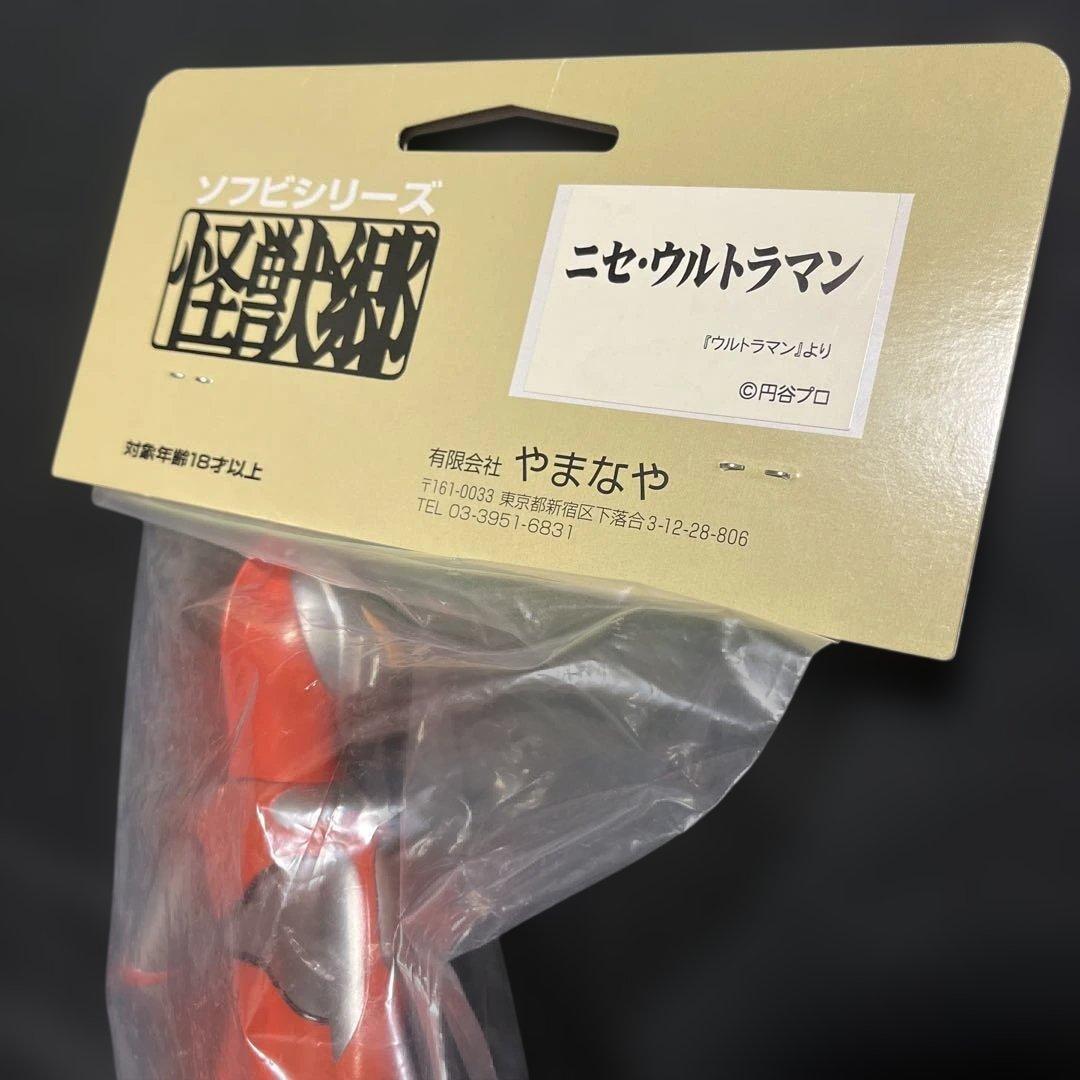 ソフビシリーズ
怪獣郷
ニセ・ウルトラマン
『ウルトラマン』より
©円谷プロ
対象年齢18才以上
有限会社 やまなや
〒161-0033 東京都新宿区下落合3-12-28-806
TEL 03-3951-6831